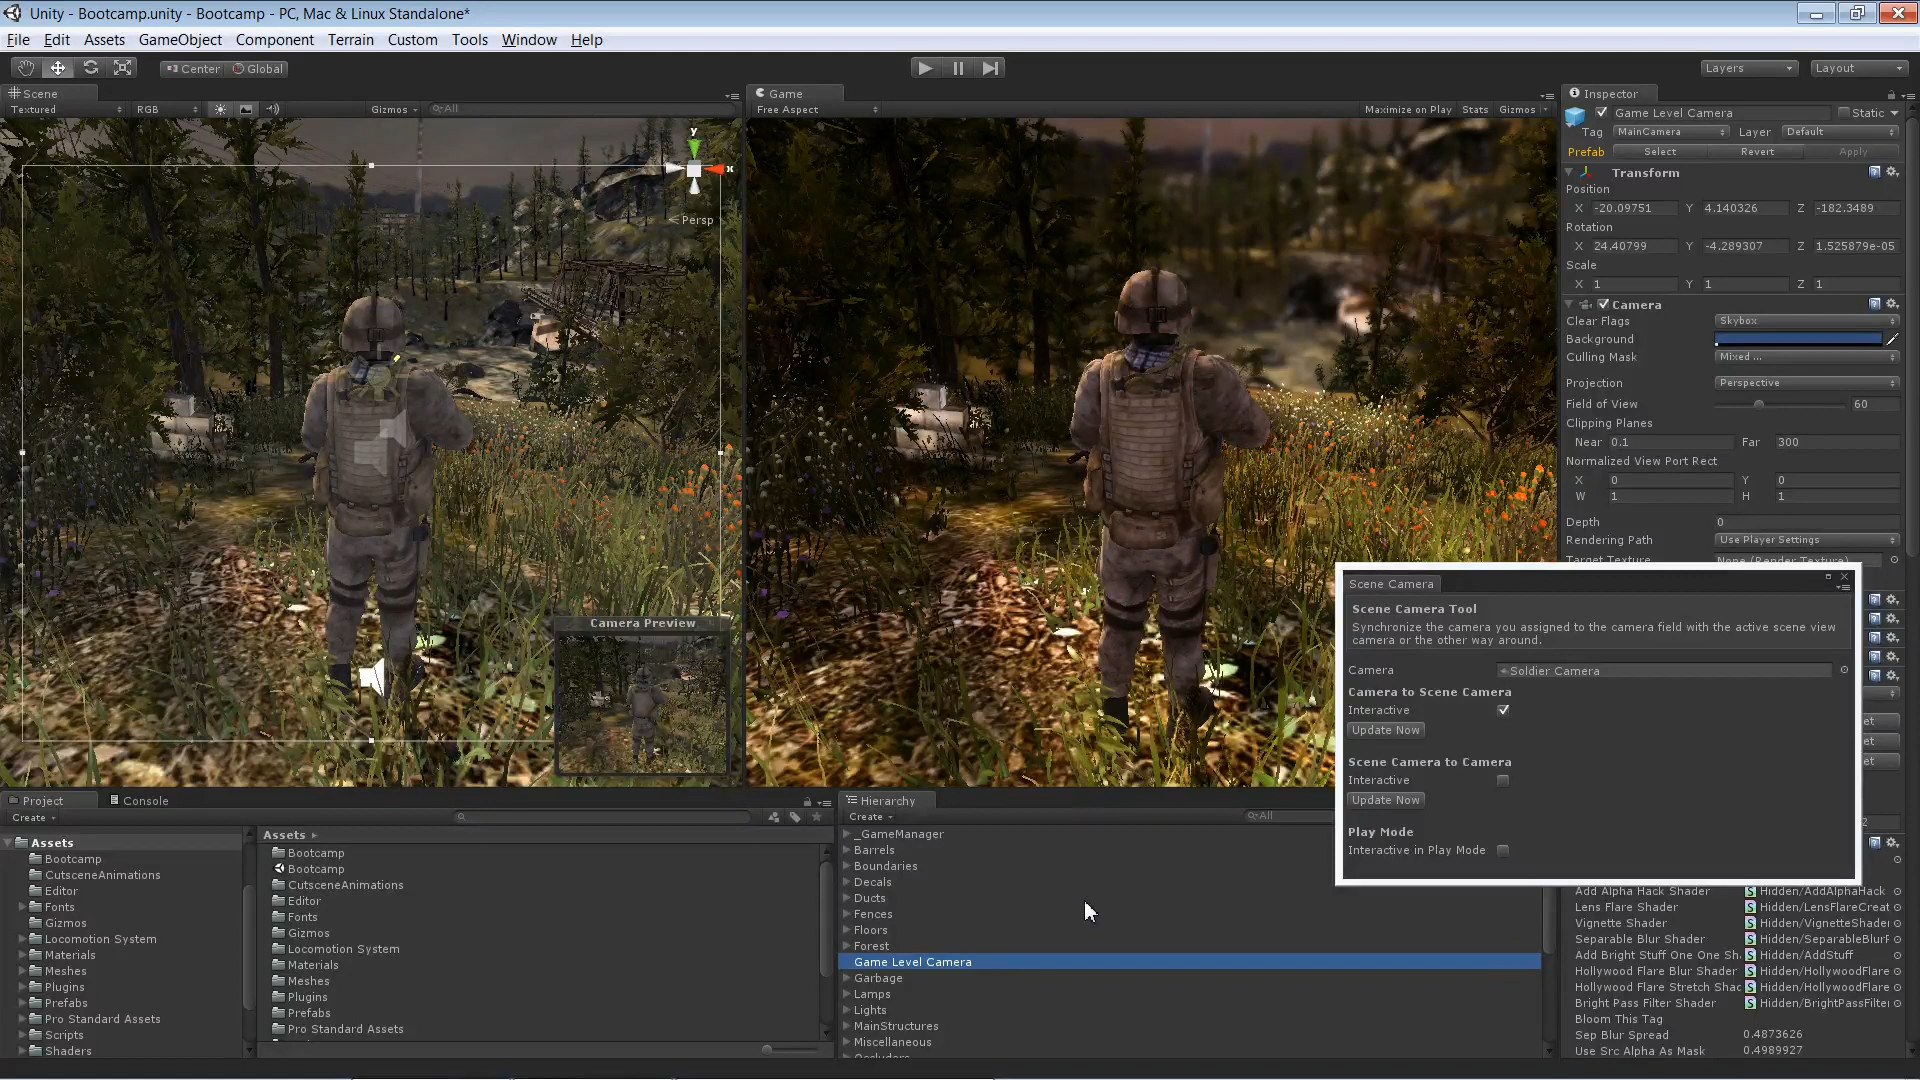 Unity - Bootcamp.unity - Bootcamp - PC, Mac & Linux Standalone*
File Edit Assets GameObject Component Terrain Custom Tools Window Help
Center Global
Layers Layout
Scene
Textured RGB Gizmos All
y
x
Persp
Camera Preview
Game
Free Aspect Maximize on Play Stats Gizmos
Inspector
Game Level Camera Static
Tag MainCamera Layer Default
Prefab Select Revert Apply
Transform
Position
X -20.09751 Y 4.140326 Z -182.3489
Rotation
X 24.40799 Y -4.289307 Z 1.525879e-05
Scale
X 1 Y 1 Z 1
Camera
Clear Flags Skybox
Background
Culling Mask Mixed ...
Projection Perspective
Field of View 60
Clipping Planes
Near 0.1 Far 300
Normalized View Port Rect
X 0 Y 0
W 1 H 1
Depth 0
Rendering Path Use Player Settings
Target Texture None (Render Texture)
Scene Camera
Scene Camera Tool
Synchronize the camera you assigned to the camera field with the active scene view
camera or the other way around.
Camera Soldier Camera
Camera to Scene Camera
Interactive
Update Now
Scene Camera to Camera
Interactive
Update Now
Play Mode
Interactive in Play Mode
et
et
et
2
Add Alpha Hack Shader Hidden/AddAlphaHack
Lens Flare Shader Hidden/LensFlareCreat
Vignette Shader Hidden/VignetteShader
Separable Blur Shader Hidden/SeparableBlurF
Add Bright Stuff One One Sh Hidden/AddStuff
Hollywood Flare Blur Shader Hidden/HollywoodFlare
Hollywood Flare Stretch Shac Hidden/HollywoodFlare
Bright Pass Filter Shader Hidden/BrightPassFilter
Bloom This Tag
Sep Blur Spread 0.4873626
Use Src Alpha As Mask 0.4989927
Project Console
Create
Assets
Bootcamp
CutsceneAnimations
Editor
Fonts
Gizmos
Locomotion System
Materials
Meshes
Plugins
Prefabs
Pro Standard Assets
Scripts
Shaders
Assets
Bootcamp
Bootcamp
CutsceneAnimations
Editor
Fonts
Gizmos
Locomotion System
Materials
Meshes
Plugins
Prefabs
Pro Standard Assets
Hierarchy
Create All
_GameManager
Barrels
Boundaries
Decals
Ducts
Fences
Floors
Forest
Game Level Camera
Garbage
Lamps
Lights
MainStructures
Miscellaneous